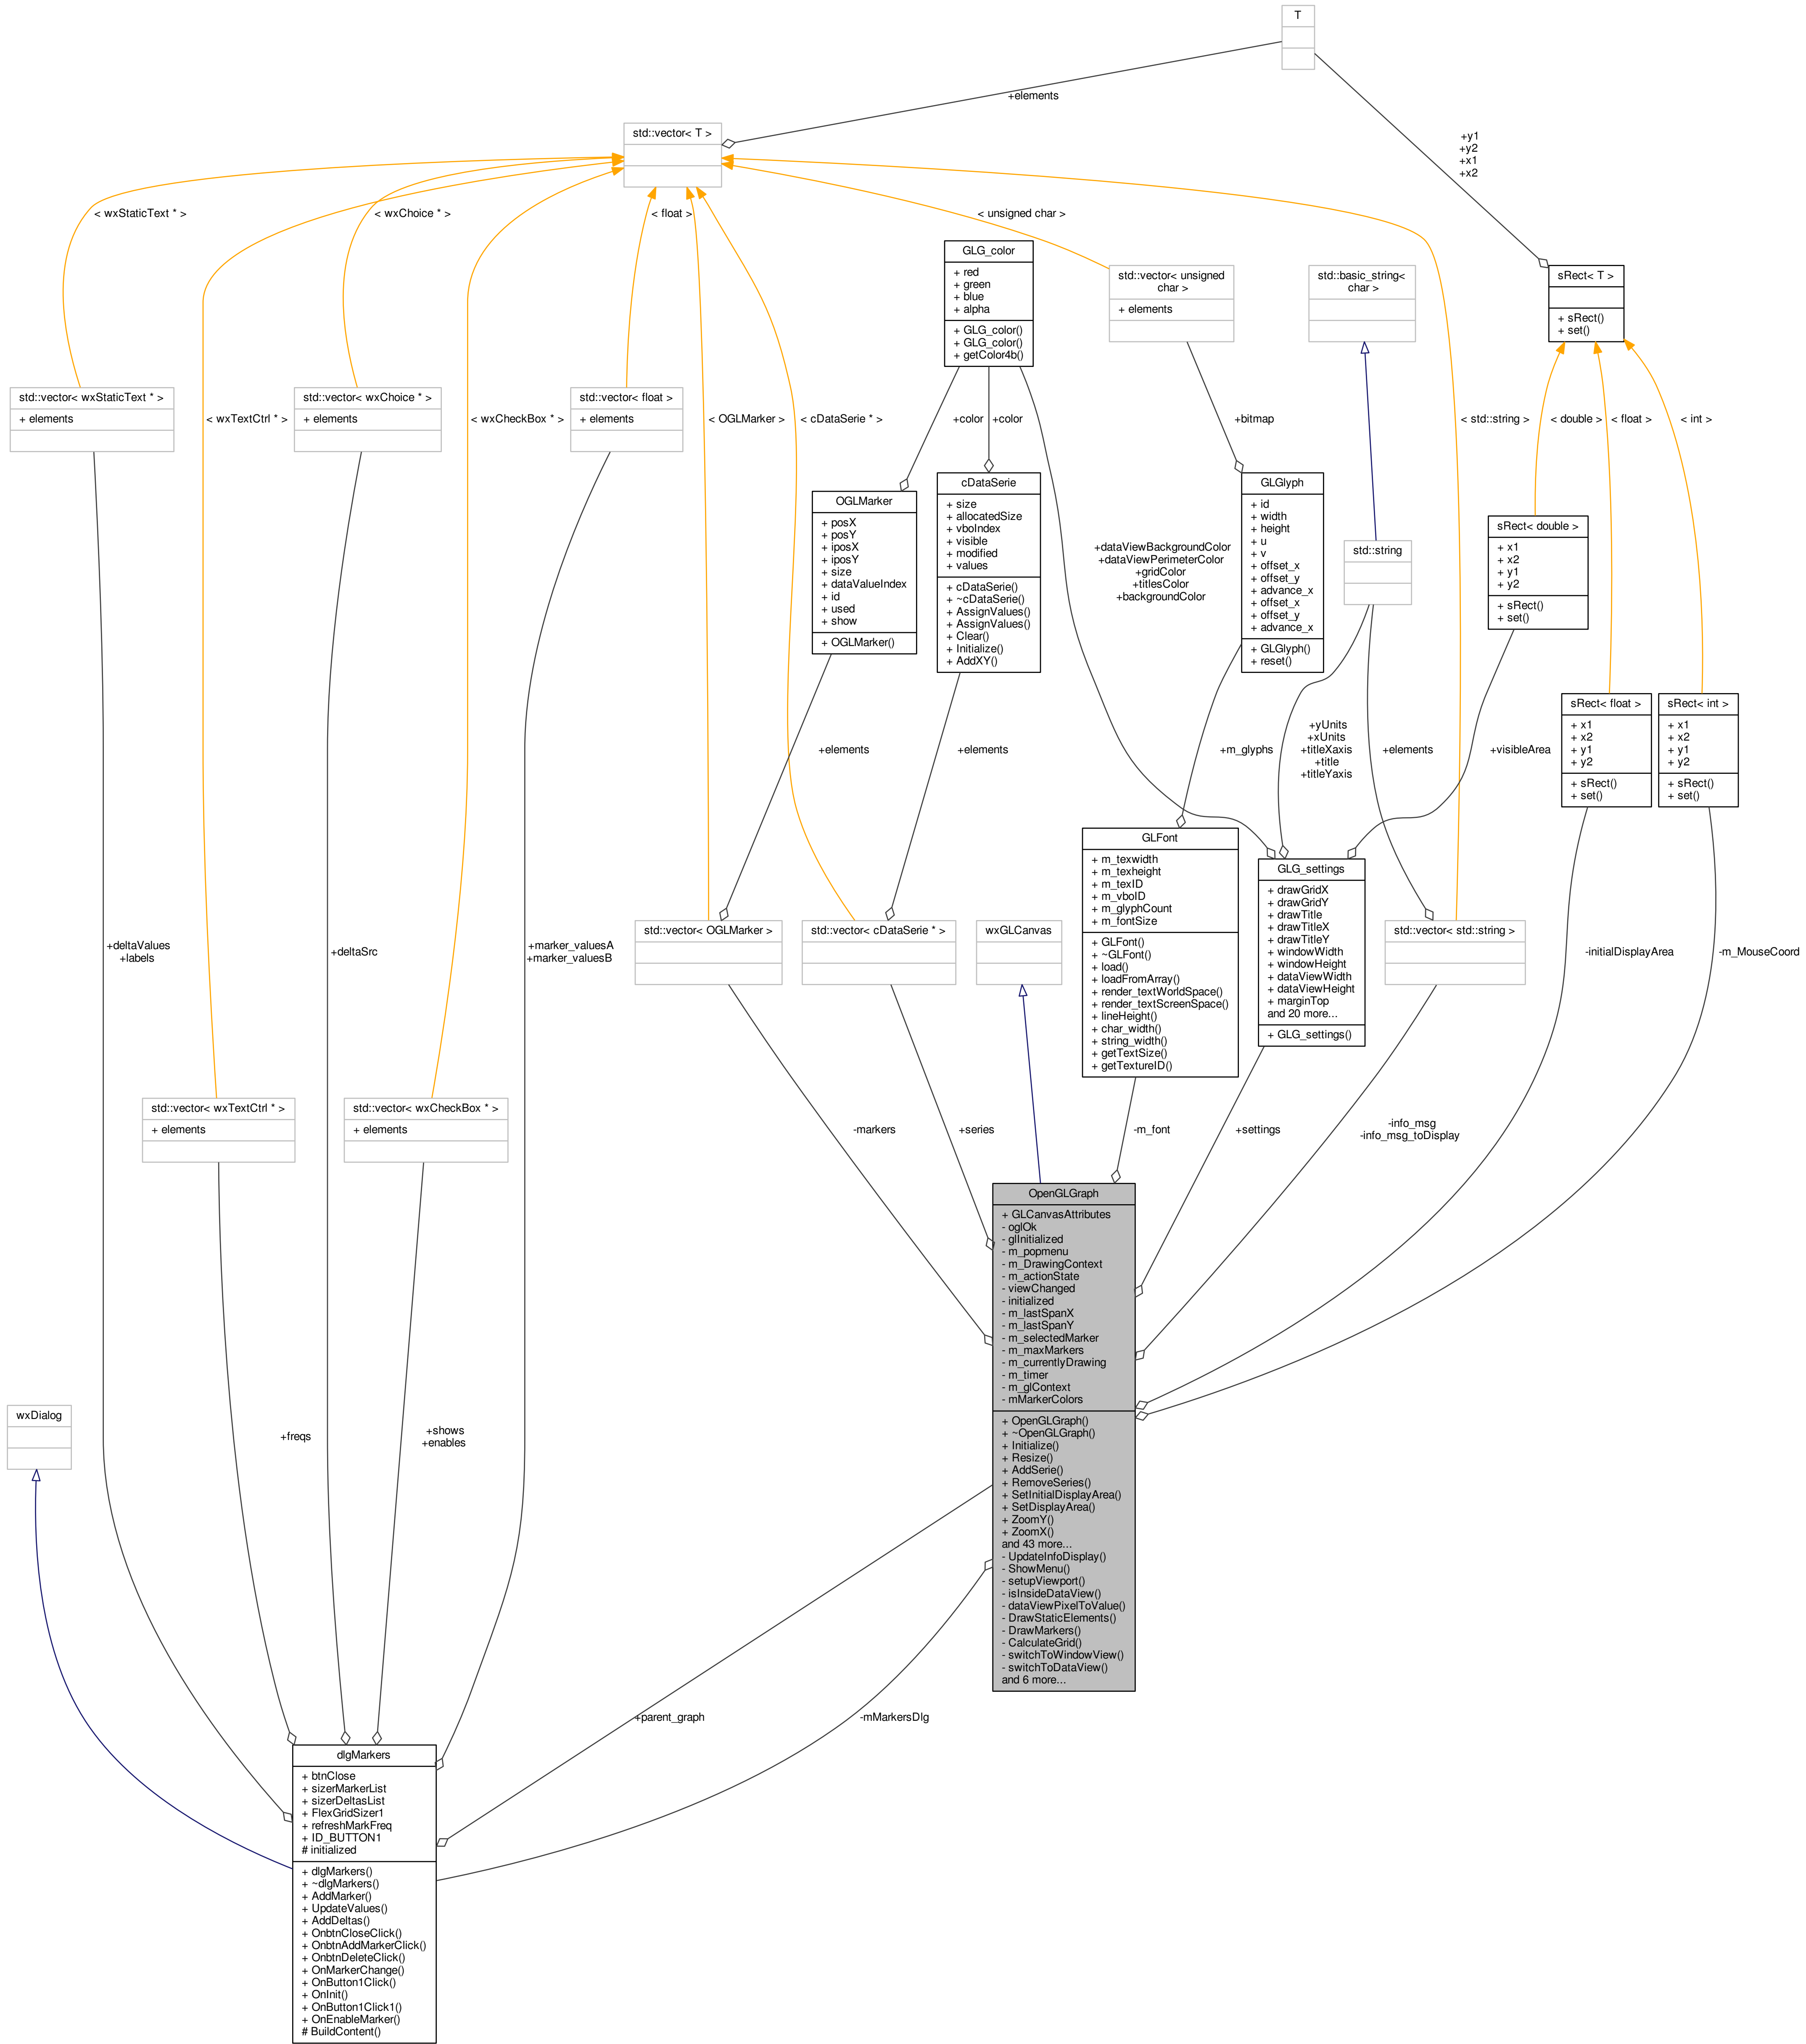 T
+elements
+y1
+y2
+x1
+x2
std::vector< T >
< wxStaticText * >
< wxChoice * >
< float >
< unsigned char >
GLG_color
+ red
+ green
+ blue
+ alpha
+ GLG_color()
+ GLG_color()
+ getColor4b()
std::vector< unsigned
char >
+ elements
std::basic_string<
char >
sRect< T >
+ sRect()
+ set()
std::vector< wxStaticText * >
+ elements
< wxTextCtrl * >
std::vector< wxChoice * >
+ elements
< wxCheckBox * >
std::vector< float >
+ elements
< OGLMarker >
< cDataSerie * >
+color
+color
+bitmap
< std::string >
< double >
< float >
< int >
OGLMarker
+ posX
+ posY
+ iposX
+ iposY
+ size
+ dataValueIndex
+ id
+ used
+ show
+ OGLMarker()
cDataSerie
+ size
+ allocatedSize
+ vboIndex
+ visible
+ modified
+ values
+ cDataSerie()
+ ~cDataSerie()
+ AssignValues()
+ AssignValues()
+ Clear()
+ Initialize()
+ AddXY()
+dataViewBackgroundColor
+dataViewPerimeterColor
+gridColor
+titlesColor
+backgroundColor
GLGlyph
+ id
+ width
+ height
+ u
+ v
+ offset_x
+ offset_y
+ advance_x
+ offset_x
+ offset_y
+ advance_x
+ GLGlyph()
+ reset()
std::string
sRect< double >
+ x1
+ x2
+ y1
+ y2
+ sRect()
+ set()
sRect< float >
+ x1
+ x2
+ y1
+ y2
+ sRect()
+ set()
sRect< int >
+ x1
+ x2
+ y1
+ y2
+ sRect()
+ set()
+elements
+elements
+m_glyphs
+yUnits
+xUnits
+titleXaxis
+title
+titleYaxis
+elements
+visibleArea
+deltaValues
+labels
+deltaSrc
+marker_valuesA
+marker_valuesB
std::vector< OGLMarker >
std::vector< cDataSerie * >
wxGLCanvas
GLFont
+ m_texwidth
+ m_texheight
+ m_texID
+ m_vboID
+ m_glyphCount
+ m_fontSize
+ GLFont()
+ ~GLFont()
+ load()
+ loadFromArray()
+ render_textWorldSpace()
+ render_textScreenSpace()
+ lineHeight()
+ char_width()
+ string_width()
+ getTextSize()
+ getTextureID()
GLG_settings
+ drawGridX
+ drawGridY
+ drawTitle
+ drawTitleX
+ drawTitleY
+ windowWidth
+ windowHeight
+ dataViewWidth
+ dataViewHeight
+ marginTop
and 20 more...
+ GLG_settings()
std::vector< std::string >
-initialDisplayArea
-m_MouseCoord
std::vector< wxTextCtrl * >
+ elements
std::vector< wxCheckBox * >
+ elements
-markers
+series
-m_font
+settings
-info_msg
-info_msg_toDisplay
OpenGLGraph
+ GLCanvasAttributes
- oglOk
- glInitialized
- m_popmenu
- m_DrawingContext
- m_actionState
- viewChanged
- initialized
- m_lastSpanX
- m_lastSpanY
- m_selectedMarker
- m_maxMarkers
- m_currentlyDrawing
- m_timer
- m_glContext
- mMarkerColors
+ OpenGLGraph()
+ ~OpenGLGraph()
+ Initialize()
+ Resize()
+ AddSerie()
+ RemoveSeries()
+ SetInitialDisplayArea()
+ SetDisplayArea()
+ ZoomY()
+ ZoomX()
and 43 more...
- UpdateInfoDisplay()
- ShowMenu()
- setupViewport()
- isInsideDataView()
- dataViewPixelToValue()
- DrawStaticElements()
- DrawMarkers()
- CalculateGrid()
- switchToWindowView()
- switchToDataView()
and 6 more...
wxDialog
+freqs
+shows
+enables
+parent_graph
-mMarkersDlg
dlgMarkers
+ btnClose
+ sizerMarkerList
+ sizerDeltasList
+ FlexGridSizer1
+ refreshMarkFreq
+ ID_BUTTON1
# initialized
+ dlgMarkers()
+ ~dlgMarkers()
+ AddMarker()
+ UpdateValues()
+ AddDeltas()
+ OnbtnCloseClick()
+ OnbtnAddMarkerClick()
+ OnbtnDeleteClick()
+ OnMarkerChange()
+ OnButton1Click()
+ OnInit()
+ OnButton1Click1()
+ OnEnableMarker()
# BuildContent()